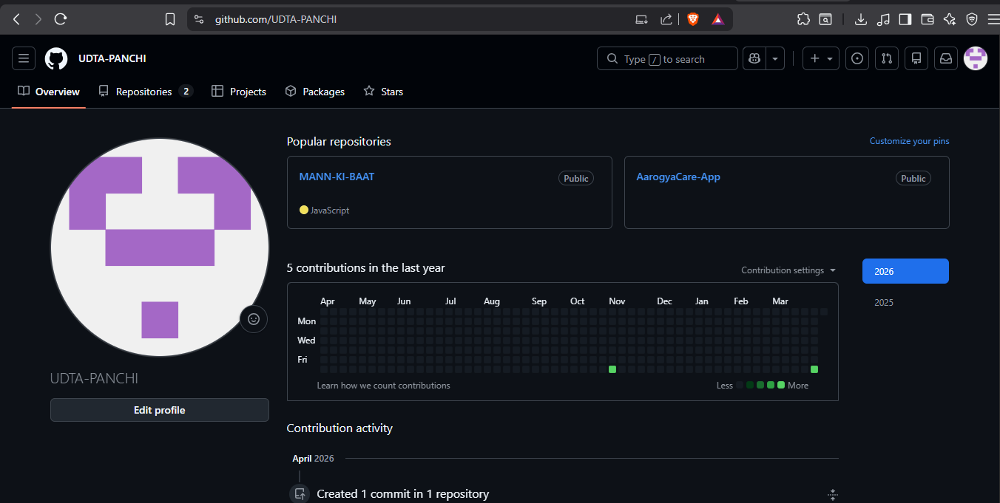 github.com/UDTA-PANCHI
UDTA-PANCHI
Type / to search
Overview
Repositories 2
Projects
Packages
Stars
Popular repositories
Customize your pins
MANN-KI-BAAT
Public
JavaScript
AarogyaCare-App
Public
5 contributions in the last year
Contribution settings
2026
2025
Apr May Jun Jul Aug Sep Oct Nov Dec Jan Feb Mar
Mon
Wed
Fri
Learn how we count contributions
Less More
UDTA-PANCHI
Edit profile
Contribution activity
April 2026
Created 1 commit in 1 repository